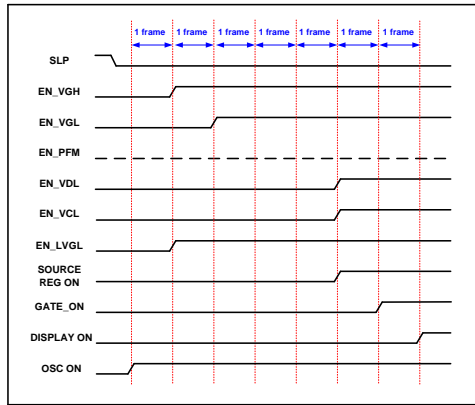 1 frame 1 frame 1 frame 1 frame 1 frame 1 frame 1 frame
SLP
EN_VGH
EN_VGL
EN_PFM
EN_VDL
EN_VCL
EN_LVGL
SOURCE
REG ON
GATE_ON
DISPLAY ON
OSC ON